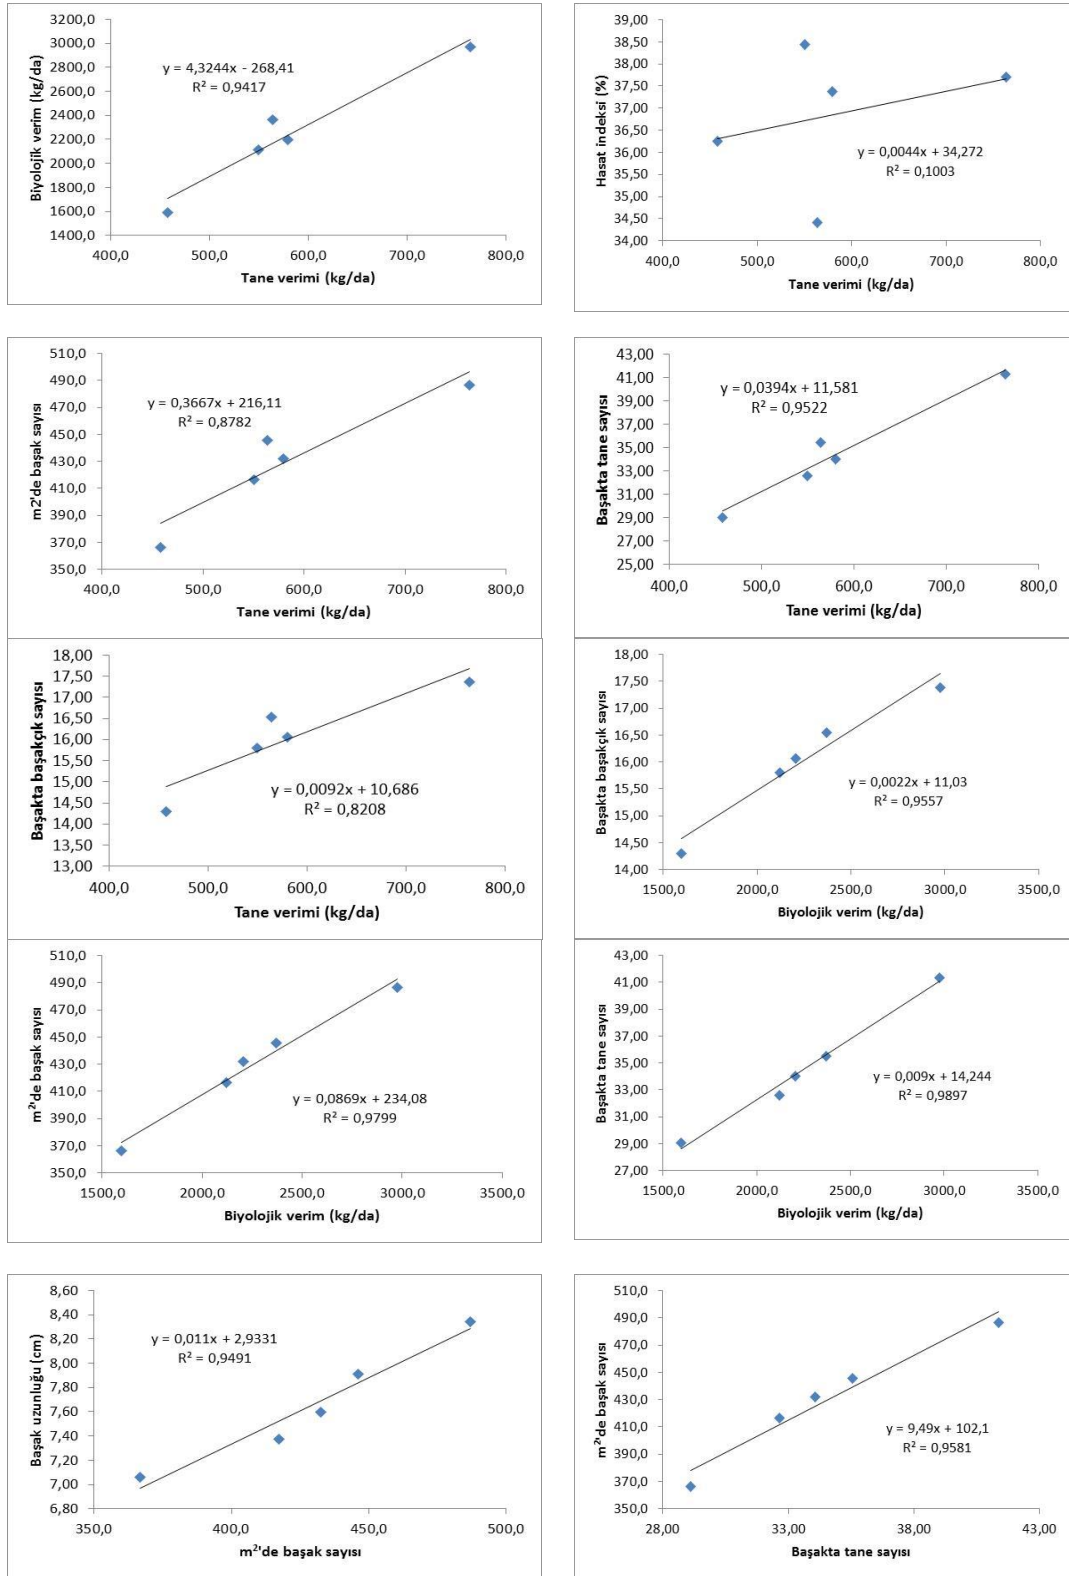 3200,0
3000,0
2800,0
2600,0
2400,0
2200,0
2000,0
1800,0
1600,0
1400,0
Biyolojik verim (kg/da)
y = 4,3244x - 268,41
R² = 0,9417
400,0 500,0 600,0 700,0 800,0
Tane verimi (kg/da)
39,00
38,50
38,00
37,50
37,00
36,50
36,00
35,50
35,00
34,50
34,00
Hasat indeksi (%)
y = 0,0044x + 34,272
R² = 0,1003
400,0 500,0 600,0 700,0 800,0
Tane verimi (kg/da)
510,0
490,0
470,0
450,0
430,0
410,0
390,0
370,0
350,0
m2'de başak sayısı
y = 0,3667x + 216,11
R² = 0,8782
400,0 500,0 600,0 700,0 800,0
Tane verimi (kg/da)
43,00
41,00
39,00
37,00
35,00
33,00
31,00
29,00
27,00
25,00
Başakta tane sayısı
y = 0,0394x + 11,581
R² = 0,9522
400,0 500,0 600,0 700,0 800,0
Tane verimi (kg/da)
18,00
17,50
17,00
16,50
16,00
15,50
15,00
14,50
14,00
13,50
13,00
Başakta başakçık sayısı
y = 0,0092x + 10,686
R² = 0,8208
400,0 500,0 600,0 700,0 800,0
Tane verimi (kg/da)
18,00
17,50
17,00
16,50
16,00
15,50
15,00
14,50
14,00
Başakta başakçık sayısı
y = 0,0022x + 11,03
R² = 0,9557
1500,0 2000,0 2500,0 3000,0 3500,0
Biyolojik verim (kg/da)
510,0
490,0
470,0
450,0
430,0
410,0
390,0
370,0
350,0
m²'de başak sayısı
y = 0,0869x + 234,08
R² = 0,9799
1500,0 2000,0 2500,0 3000,0 3500,0
Biyolojik verim (kg/da)
43,00
41,00
39,00
37,00
35,00
33,00
31,00
29,00
27,00
Başakta tane sayısı
y = 0,009x + 14,244
R² = 0,9897
1500,0 2000,0 2500,0 3000,0 3500,0
Biyolojik verim (kg/da)
8,60
8,40
8,20
8,00
7,80
7,60
7,40
7,20
7,00
6,80
Başak uzunluğu (cm)
y = 0,011x + 2,9331
R² = 0,9491
350,0 400,0 450,0 500,0
m²'de başak sayısı
510,0
490,0
470,0
450,0
430,0
410,0
390,0
370,0
350,0
m²'de başak sayısı
y = 9,49x + 102,1
R² = 0,9581
28,00 33,00 38,00 43,00
Başakta tane sayısı